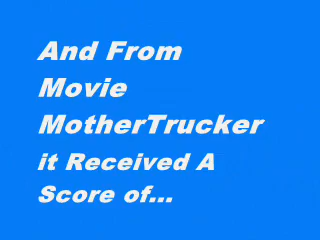 And From
Movie
MotherTrucker
it Received A
Score of...